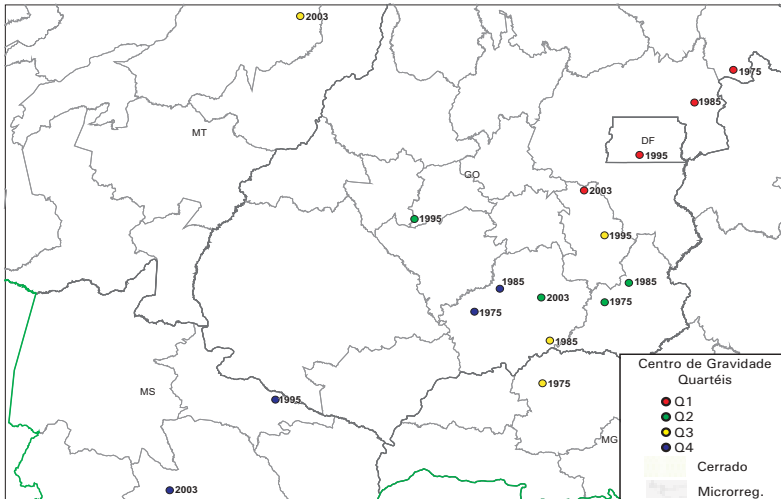 2003
1975
1985
MT
DF
1995
GO
2003
1995
1995
1985
1985
2003
1975
1975
1985
1975
MS
1995
MG
2003
Centro de Gravidade
Quartéis
Q1
Q2
Q3
Q4
Cerrado
Microrreg.